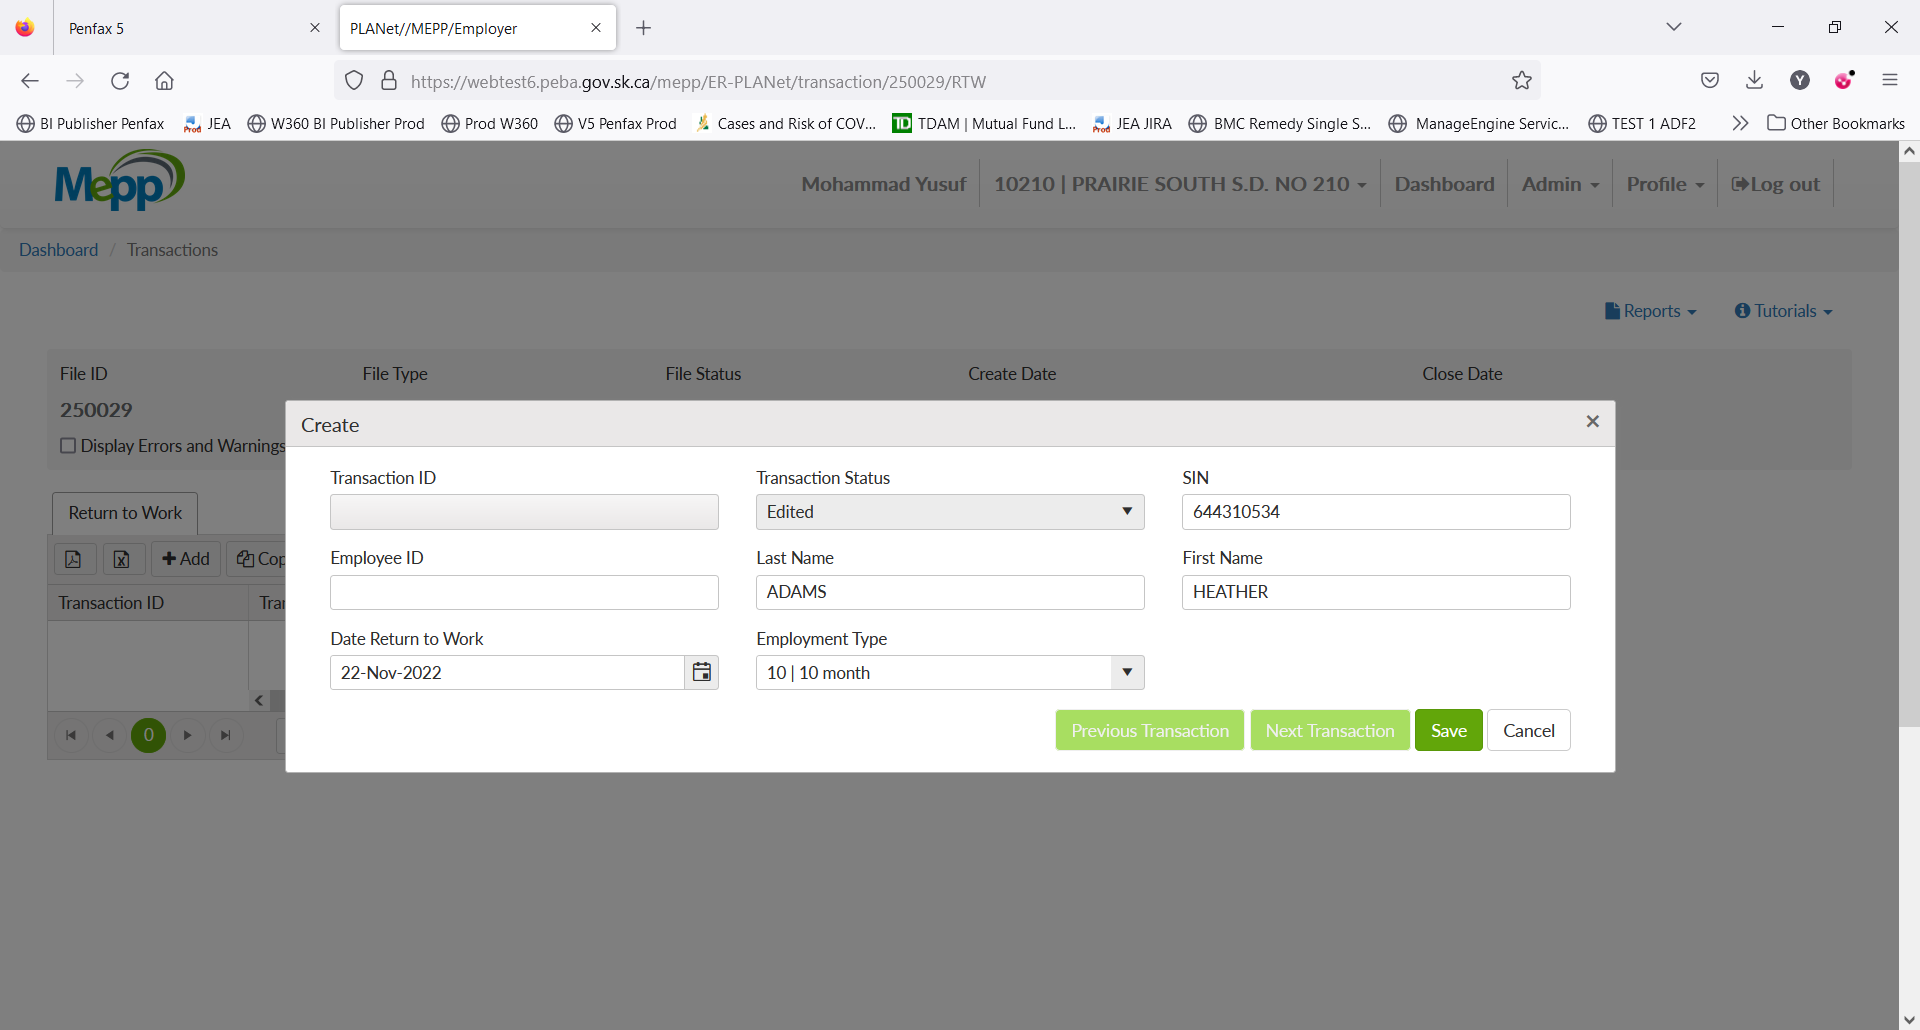 Penfax 5
PLANet//MEPP/Employer
https://webtest6.peba.gov.sk.ca/mepp/ER-PLANet/transaction/250029/RTW
Y
BI Publisher Penfax
Prod
JEA
W360 BI Publisher Prod
Prod W360
V5 Penfax Prod
Cases and Risk of COV...
TD
TDAM | Mutual Fund L...
Prod
JEA JIRA
BMC Remedy Single S...
ManageEngine Servic...
TEST 1 ADF2
Other Bookmarks
Mepp
Mohammad Yusuf
10210 | PRAIRIE SOUTH S.D. NO 210
Dashboard
Admin
Profile
Log out
Dashboard / Transactions
Reports
Tutorials
File ID
File Type
File Status
Create Date
Close Date
250029
Display Errors and Warnings
Return to Work
Add
Cop
Transaction ID
Tra
0
Create
Transaction ID
Transaction Status
SIN
Edited
644310534
Employee ID
Last Name
First Name
ADAMS
HEATHER
Date Return to Work
Employment Type
22-Nov-2022
10 | 10 month
Previous Transaction
Next Transaction
Save
Cancel